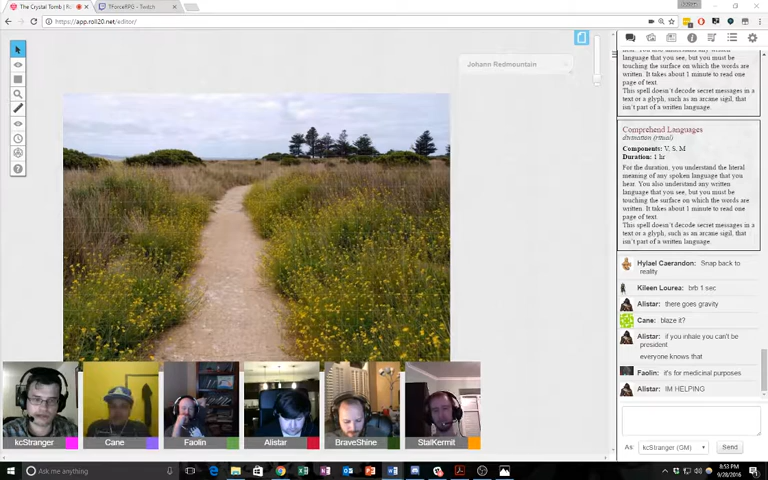 The Crystal Tomb | Ro
TForceRPG - Twitch
https://app.roll20.net/editor/
Johann Redmountain
hear. You also understand any written
language that you see, but you must be
touching the surface on which the words are
written. It takes about 1 minute to read one
page of text.
This spell doesn't decode secret messages in a
text or a glyph, such as an arcane sigil, that
isn't part of a written language.
Comprehend Languages
divination (ritual)
Components: V, S, M
Duration: 1 hr
For the duration, you understand the literal
meaning of any spoken language that you
hear. You also understand any written
language that you see, but you must be
touching the surface on which the words are
written. It takes about 1 minute to read one
page of text.
This spell doesn't decode secret messages in a
text or a glyph, such as an arcane sigil, that
isn't part of a written language.
Hylael Caerandon: Snap back to
reality
Kileen Lourea: brb 1 sec
Alistar: there goes gravity
Cane: blaze it?
Alistar: if you inhale you can't be
president
everyone knows that
Faolin: it's for medicinal purposes
Alistar: IM HELPING
kcStranger
Cane
Faolin
Alistar
BraveShine
StalKermit
As: kcStranger (GM)
Send
Ask me anything
8:53 PM
9/28/2016